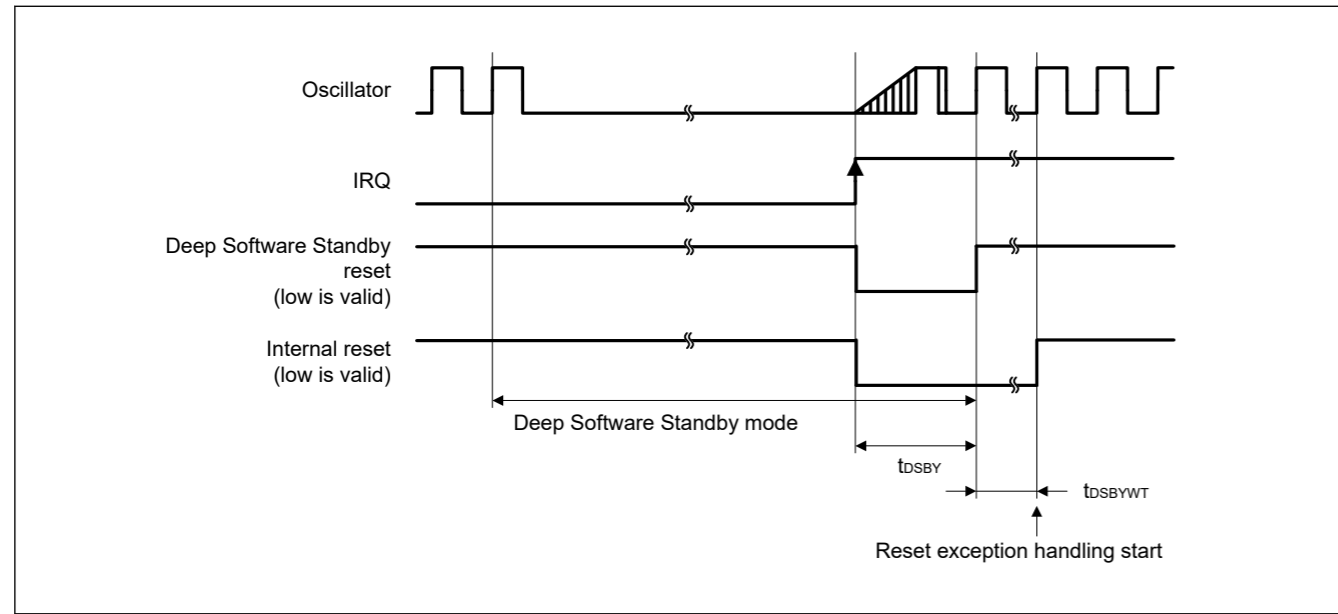 Oscillator
IRQ
Deep Software Standby
reset
(low is valid)
Internal reset
(low is valid)
Deep Software Standby mode
tDSBY
tDSBYWT
Reset exception handling start